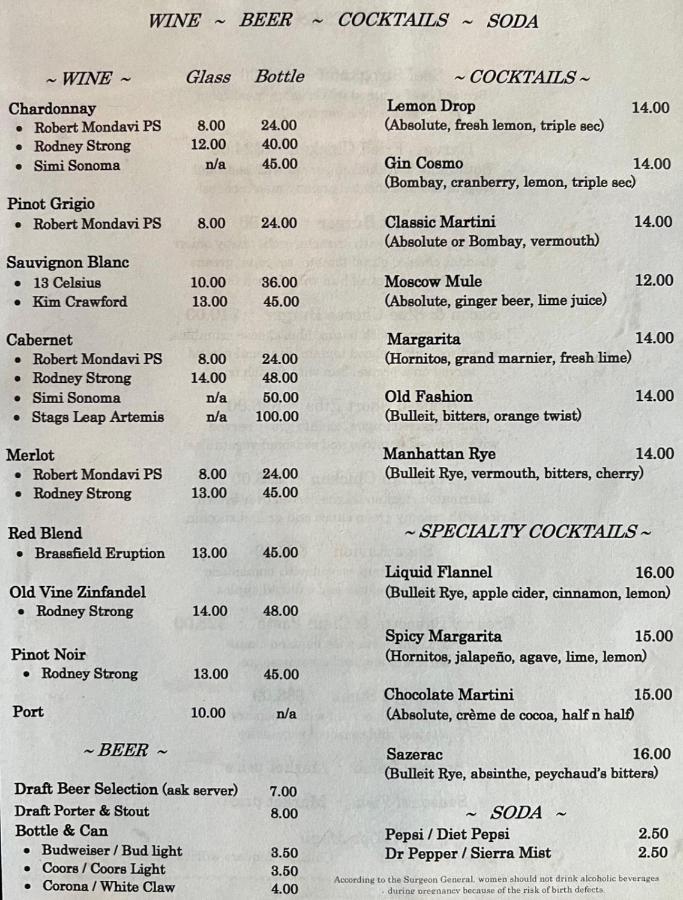 WINE ~ BEER ~ COCKTAILS ~ SODA
~ WINE ~ Glass Bottle
Chardonnay
• Robert Mondavi PS 8.00 24.00
• Rodney Strong 12.00 40.00
• Simi Sonoma n/a 45.00
Pinot Grigio
• Robert Mondavi PS 8.00 24.00
Sauvignon Blanc
• 13 Celsius 10.00 36.00
• Kim Crawford 13.00 45.00
Cabernet
• Robert Mondavi PS 8.00 24.00
• Rodney Strong 14.00 48.00
• Simi Sonoma n/a 50.00
• Stags Leap Artemis n/a 100.00
Merlot
• Robert Mondavi PS 8.00 24.00
• Rodney Strong 13.00 45.00
Red Blend
• Brassfield Eruption 13.00 45.00
Old Vine Zinfandel
• Rodney Strong 14.00 48.00
Pinot Noir
• Rodney Strong 13.00 45.00
Port 10.00 n/a
~ BEER ~
Draft Beer Selection (ask server) 7.00
Draft Porter & Stout 8.00
Bottle & Can
• Budweiser / Bud light 3.50
• Coors / Coors Light 3.50
• Corona / White Claw 4.00
~ COCKTAILS ~
Lemon Drop 14.00
(Absolute, fresh lemon, triple sec)
Gin Cosmo 14.00
(Bombay, cranberry, lemon, triple sec)
Classic Martini 14.00
(Absolute or Bombay, vermouth)
Moscow Mule 12.00
(Absolute, ginger beer, lime juice)
Margarita 14.00
(Hornitos, grand marnier, fresh lime)
Old Fashion 14.00
(Bulleit, bitters, orange twist)
Manhattan Rye 14.00
(Bulleit Rye, vermouth, bitters, cherry)
~ SPECIALTY COCKTAILS ~
Liquid Flannel 16.00
(Bulleit Rye, apple cider, cinnamon, lemon)
Spicy Margarita 15.00
(Hornitos, jalapeño, agave, lime, lemon)
Chocolate Martini 15.00
(Absolute, crème de cocoa, half n half)
Sazerac 16.00
(Bulleit Rye, absinthe, peychaud's bitters)
~ SODA ~
Pepsi / Diet Pepsi 2.50
Dr Pepper / Sierra Mist 2.50
According to the Surgeon General, women should not drink alcoholic beverages
during pregnancy because of the risk of birth defects.